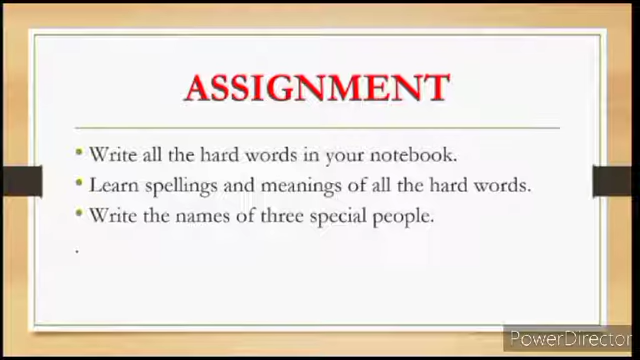 ASSIGNMENT
• Write all the hard words in your notebook.
• Learn spellings and meanings of all the hard words.
• Write the names of three special people.
.
PowerDirector